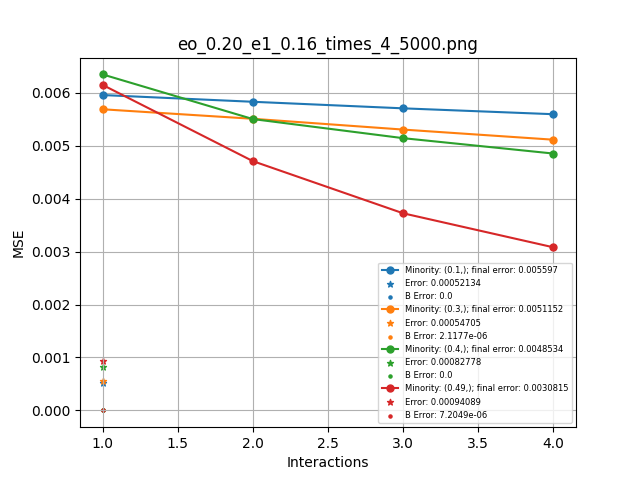 eo_0.20_e1_0.16_times_4_5000.png
MSE
0.006
0.005
0.004
0.003
0.002
0.001
0.000
Minority: (0.1,); final error: 0.005597
Error: 0.00052134
B Error: 0.0
Minority: (0.3,); final error: 0.0051152
Error: 0.00054705
B Error: 2.1177e-06
Minority: (0.4,); final error: 0.0048534
Error: 0.00082778
B Error: 0.0
Minority: (0.49,); final error: 0.0030815
Error: 0.00094089
B Error: 7.2049e-06
1.0 1.5 2.0 2.5 3.0 3.5 4.0
Interactions